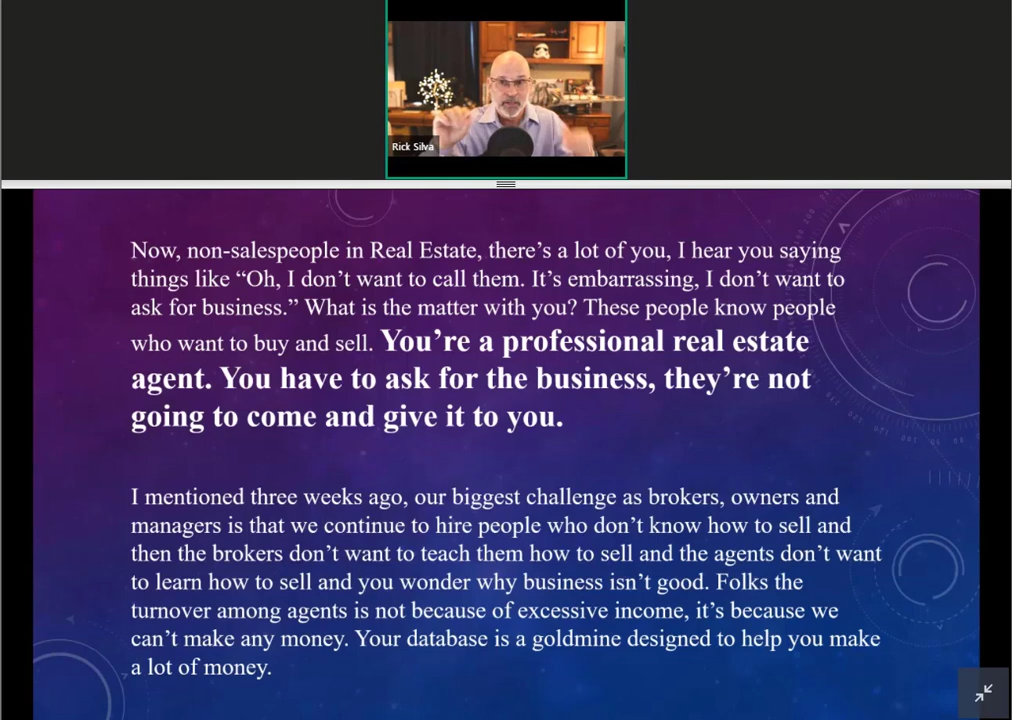 Rick Silva
Now, non-salespeople in Real Estate, there’s a lot of you, I hear you saying
things like “Oh, I don’t want to call them. It’s embarrassing, I don’t want to
ask for business.” What is the matter with you? These people know people
who want to buy and sell. You’re a professional real estate
agent. You have to ask for the business, they’re not
going to come and give it to you.
I mentioned three weeks ago, our biggest challenge as brokers, owners and
managers is that we continue to hire people who don’t know how to sell and
then the brokers don’t want to teach them how to sell and the agents don’t want
to learn how to sell and you wonder why business isn’t good. Folks the
turnover among agents is not because of excessive income, it’s because we
can’t make any money. Your database is a goldmine designed to help you make
a lot of money.